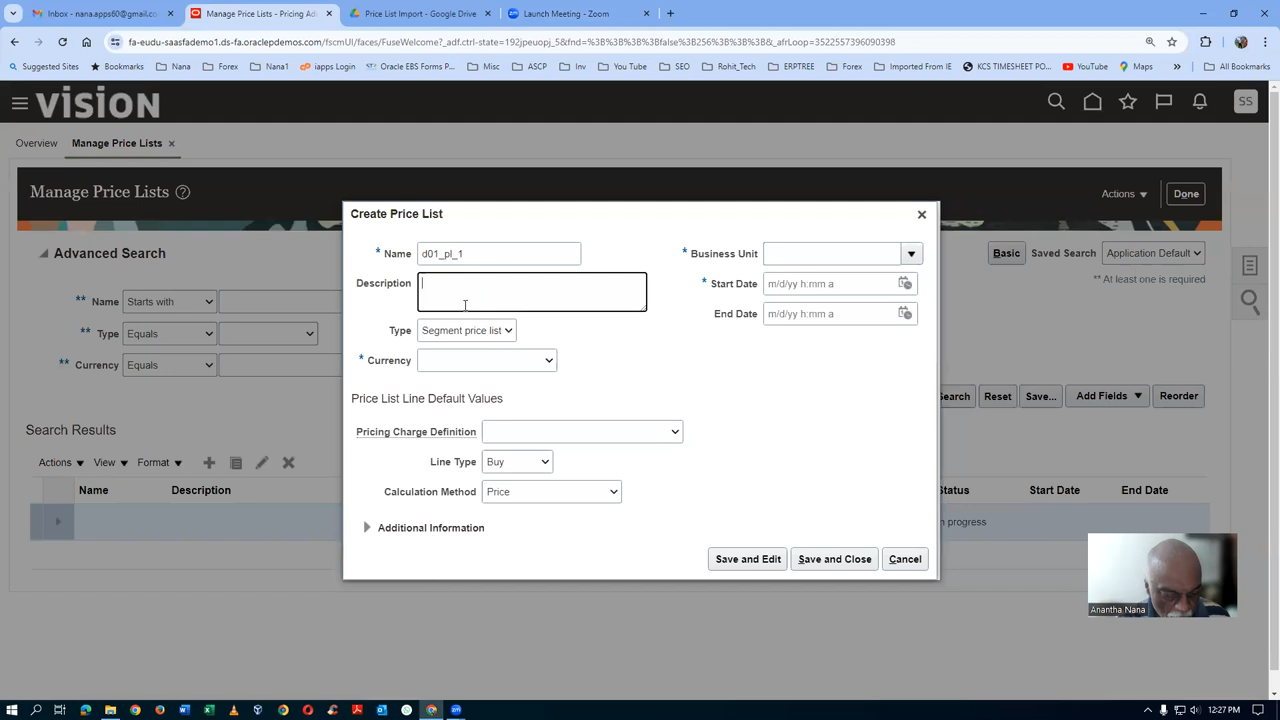 Inbox - nana.apps60@gmail.co
Manage Price Lists - Pricing Ad
Price List Import - Google Drive
Launch Meeting - Zoom
fa-eudu-saasfademo1.ds-fa.oraclepdemos.com/fscmUI/faces/FuseWelcome?_adf.ctrl-state=192jpeuopj_5&fnd=%3B%3B%3B%3Bfalse%3B256%3B%3B%3B&_afrLoop=3522557396090398
Suggested Sites
Bookmarks
Nana
Forex
Nana1
iapps Login
Oracle EBS Forms P...
Misc
ASCP
Inv
You Tube
SEO
Rohit_Tech
ERPTREE
Forex
Imported From IE
KCS TIMESHEET PO...
YouTube
Maps
All Bookmarks
VISION
SS
Overview
Manage Price Lists
Manage Price Lists
Actions
Done
Advanced Search
Basic
Saved Search
Application Default
** At least one is required
** Name
Starts with
** Type
Equals
** Currency
Equals
Search
Reset
Save...
Add Fields
Reorder
Search Results
Actions
View
Format
Name
Description
Status
Start Date
End Date
n progress
Create Price List
* Name
d01_pl_1
* Business Unit
Description
* Start Date
m/d/yy h:mm a
End Date
m/d/yy h:mm a
Type
Segment price list
* Currency
Price List Line Default Values
Pricing Charge Definition
Line Type
Buy
Calculation Method
Price
Additional Information
Save and Edit
Save and Close
Cancel
Anantha Nana
12:27 PM